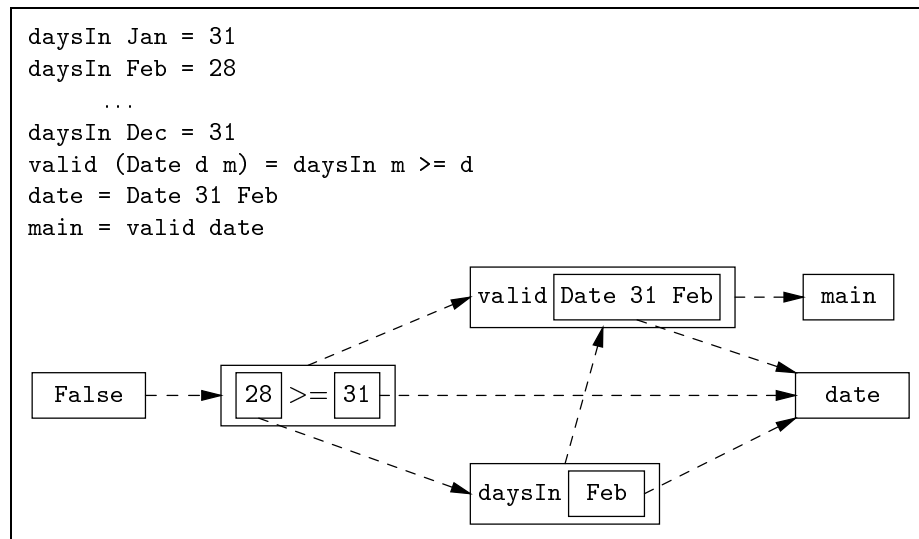 daysIn Jan = 31
daysIn Feb = 28
...
daysIn Dec = 31
valid (Date d m) = daysIn m >= d
date = Date 31 Feb
main = valid date
valid Date 31 Feb
main
False
28 >= 31
date
daysIn Feb